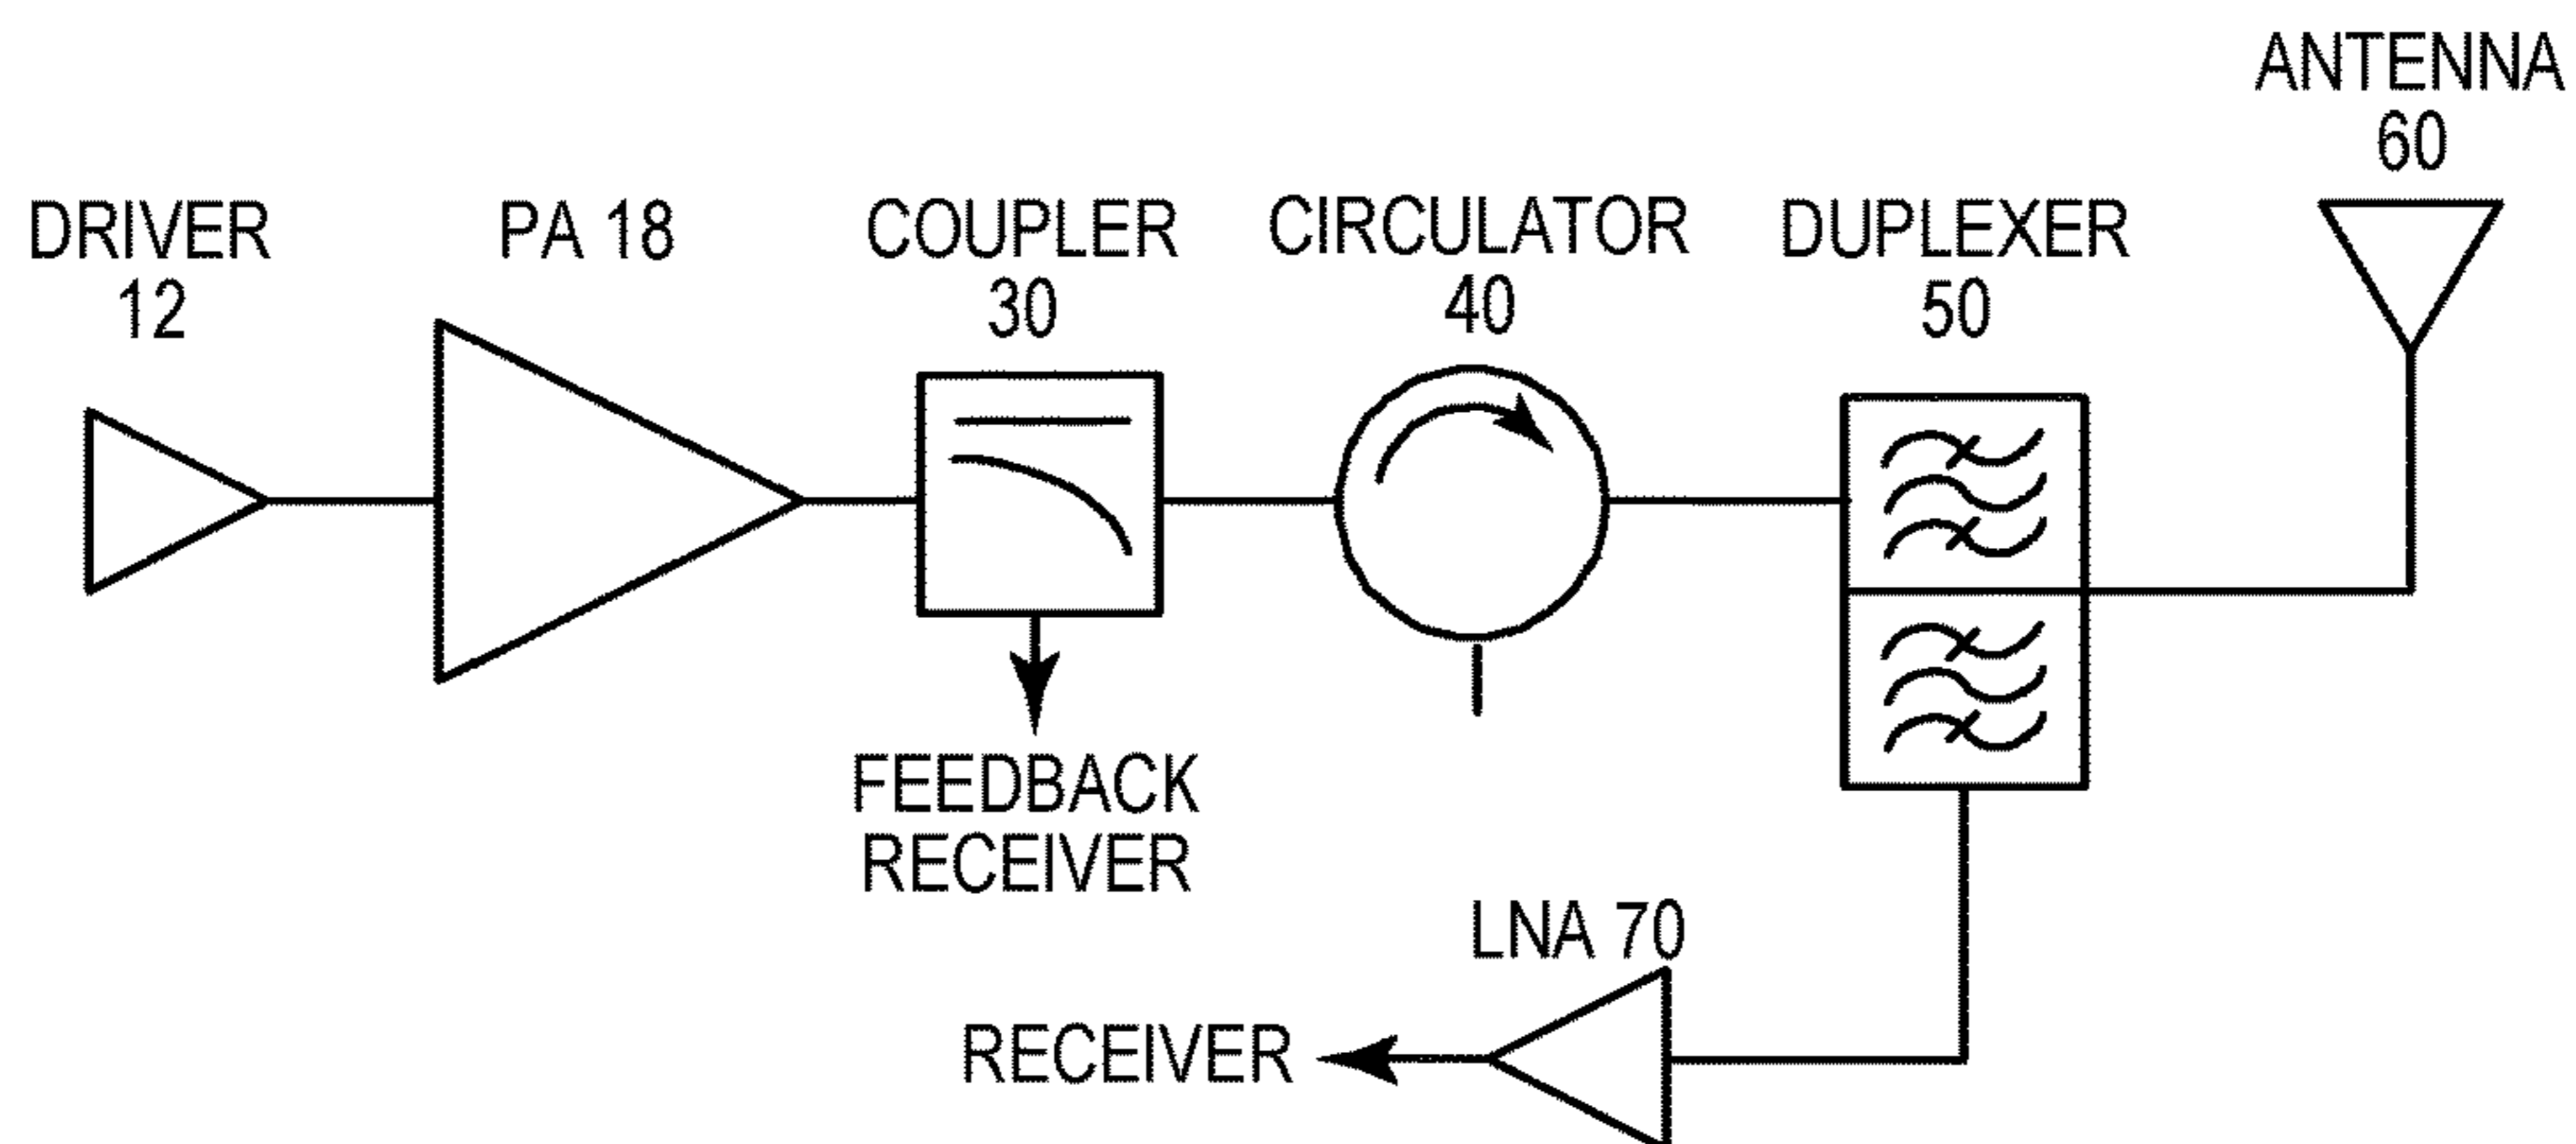 ANTENNA
60
DRIVER
12
PA 18
COUPLER
30
CIRCULATOR
40
DUPLEXER
50
FEEDBACK
RECEIVER
LNA 70
RECEIVER